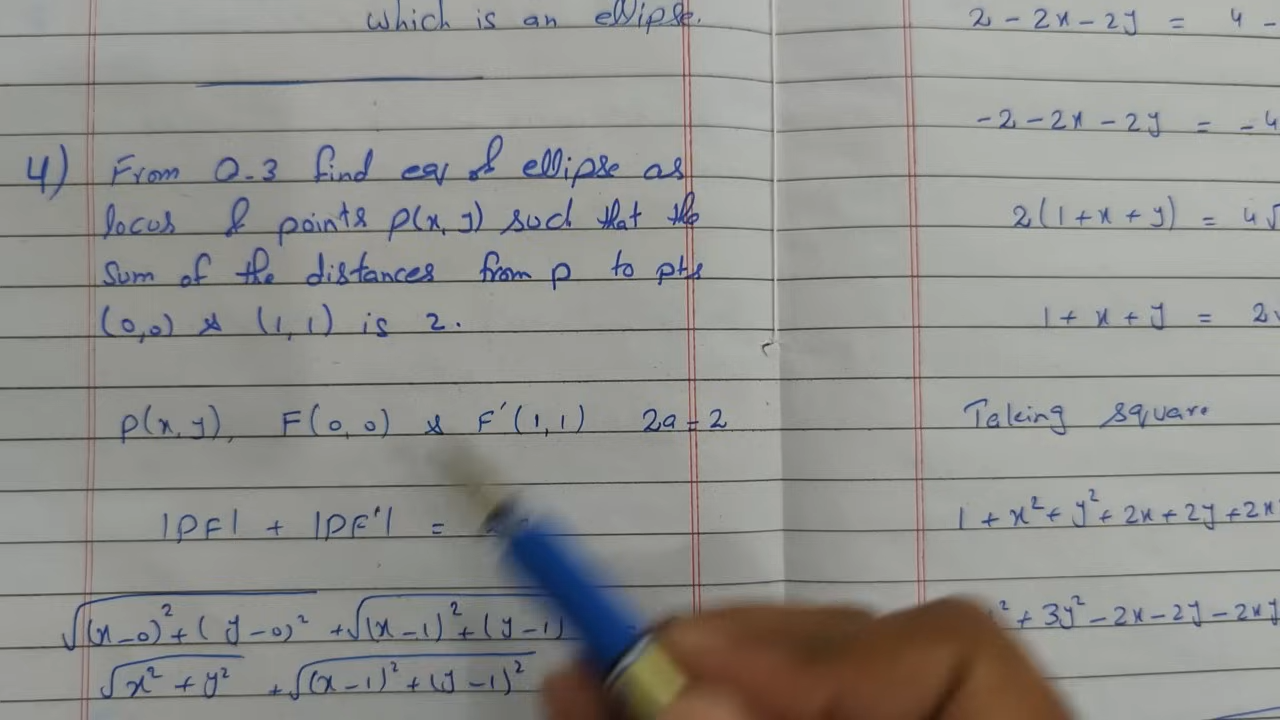 which is an ellipse.
4) From Q.3 find eq of ellipse as
locus of points P(x, y) such that the
sum of the distances from p to pts
(0,0) & (1,1) is 2.
P(x, y), F(0, 0) & F'(1, 1) 2a = 2
|PF| + |PF'| =
√(x-0)² + (y-0)² + √(x-1)² + (y-1)
√x² + y² + √(x-1)² + (y-1)²
2 - 2x - 2y = 4 -
-2 - 2x - 2y = -4
2(1 + x + y) = 4√
1 + x + y = 2
Taking square
1 + x² + y² + 2x + 2y + 2x
² + 3y² - 2x - 2y - 2xy